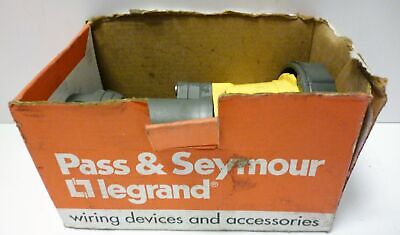 Pass & Seymour
legrand®
wiring devices and accessories